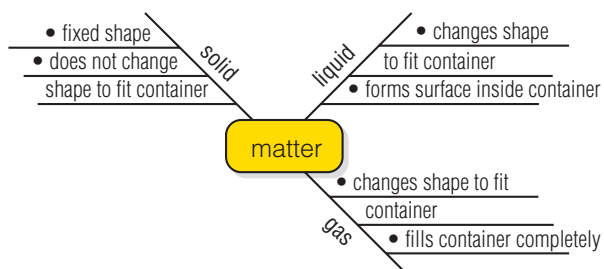 solid
• fixed shape
• does not change
shape to fit container
liquid
• changes shape
to fit container
• forms surface inside container
matter
gas
• changes shape to fit
container
• fills container completely